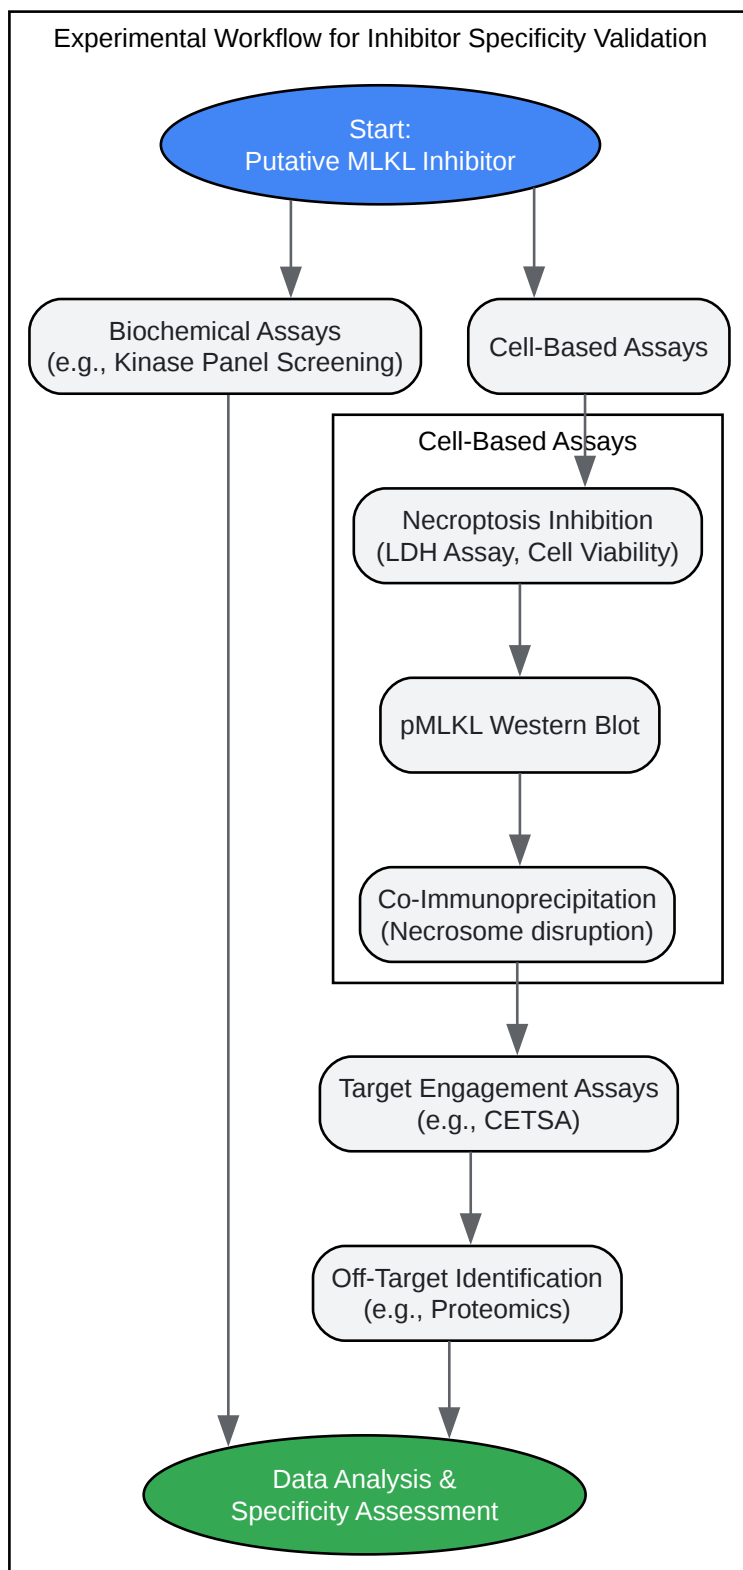 Experimental Workflow for Inhibitor Specificity Validation
Start:
Putative MLKL Inhibitor
Biochemical Assays
(e.g., Kinase Panel Screening)
Cell-Based Assays
Cell-Based Assays
Necroptosis Inhibition
(LDH Assay, Cell Viability)
pMLKL Western Blot
Co-Immunoprecipitation
(Necrosome disruption)
Target Engagement Assays
(e.g., CETSA)
Off-Target Identification
(e.g., Proteomics)
Data Analysis &
Specificity Assessment